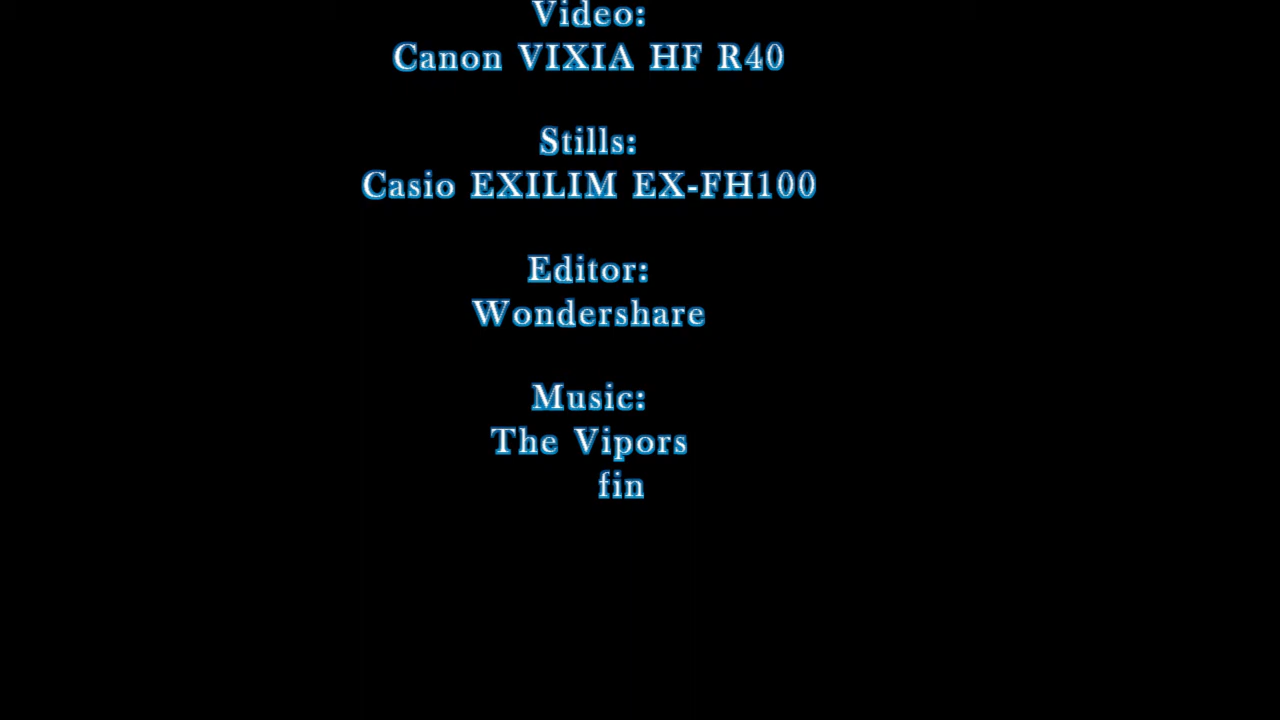 Video:
Canon VIXIA HF R40
Stills:
Casio EXILIM EX-FH100
Editor:
Wondershare
Music:
The Vipors
fin